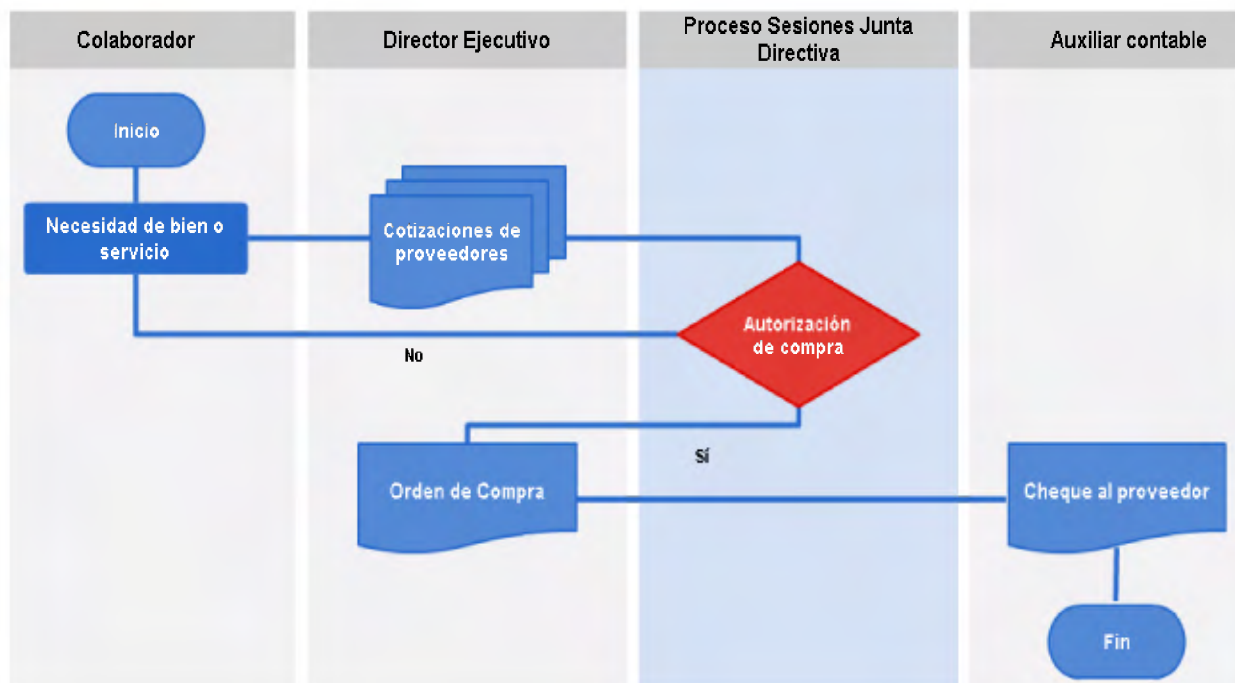 Colaborador
Director Ejecutivo
Proceso Sesiones Junta
Directiva
Auxiliar contable
Inicio
Necesidad de bien o
servicio
Cotizaciones de
proveedores
Autorización
de compra
No
Sí
Orden de Compra
Cheque al proveedor
Fin